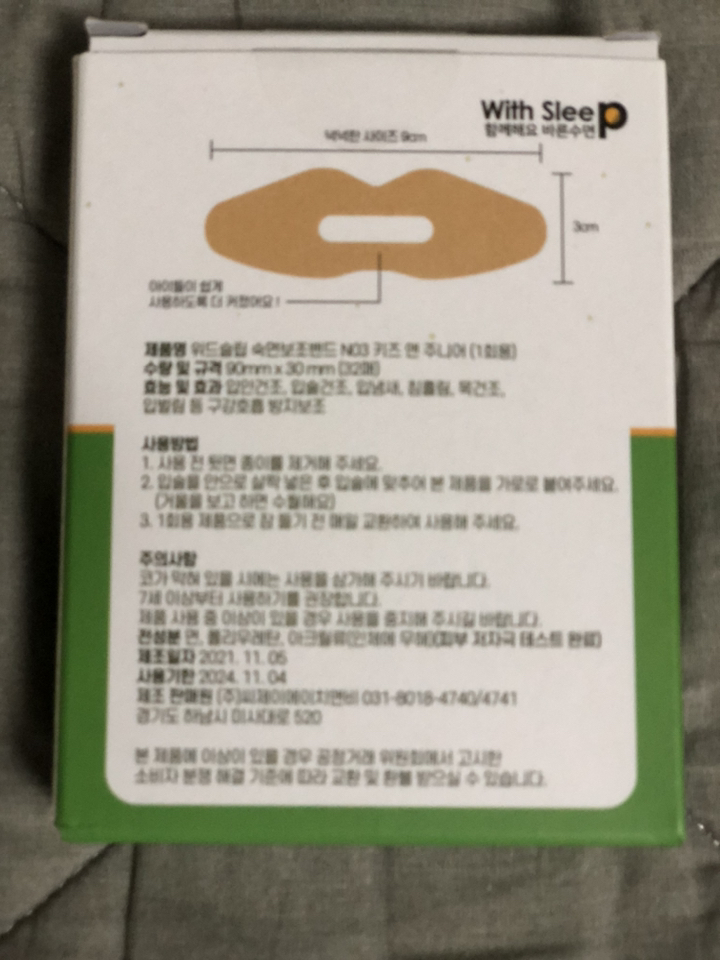 With Sleep
함께해요 바른수면
넉넉한 사이즈 9cm
3cm
아이들이 쉽게
사용하도록 더 커졌어요!
제품명 위드슬립 숙면보조밴드 N03 키즈 앤 주니어 (1회용)
수량 및 규격 90mm x 30 mm (32매)
효능 및 효과 입안건조, 입술건조, 입냄새, 침흘림, 목건조,
입벌림 등 구강호흡 방지보조
사용방법
1. 사용 전 뒷면 종이를 제거해 주세요.
2. 입술을 안으로 살짝 넣은 후 입술에 맞추어 본 제품을 가로로 붙여주세요.
(거울을 보고 하면 수월해요)
3. 1회용 제품으로 잠 들기 전 매일 교환하여 사용해 주세요.
주의사항
코가 막혀 있을 시에는 사용을 삼가해 주시기 바랍니다.
7세 이상부터 사용하기를 권장합니다.
제품 사용 중 이상이 있을 경우 사용을 중지해 주시길 바랍니다.
전성분 면, 폴리우레탄, 아크릴류(인체에 무해)(피부 저자극 테스트 완료)
제조일자 2021. 11. 05
사용기한 2024. 11. 04
제조 판매원 (주)씨제이에이치앤비 031-8018-4740/4741
경기도 하남시 미사대로 520
본 제품에 이상이 있을 경우 공정거래 위원회에서 고시한
소비자 분쟁 해결 기준에 따라 교환 및 환불 받으실 수 있습니다.